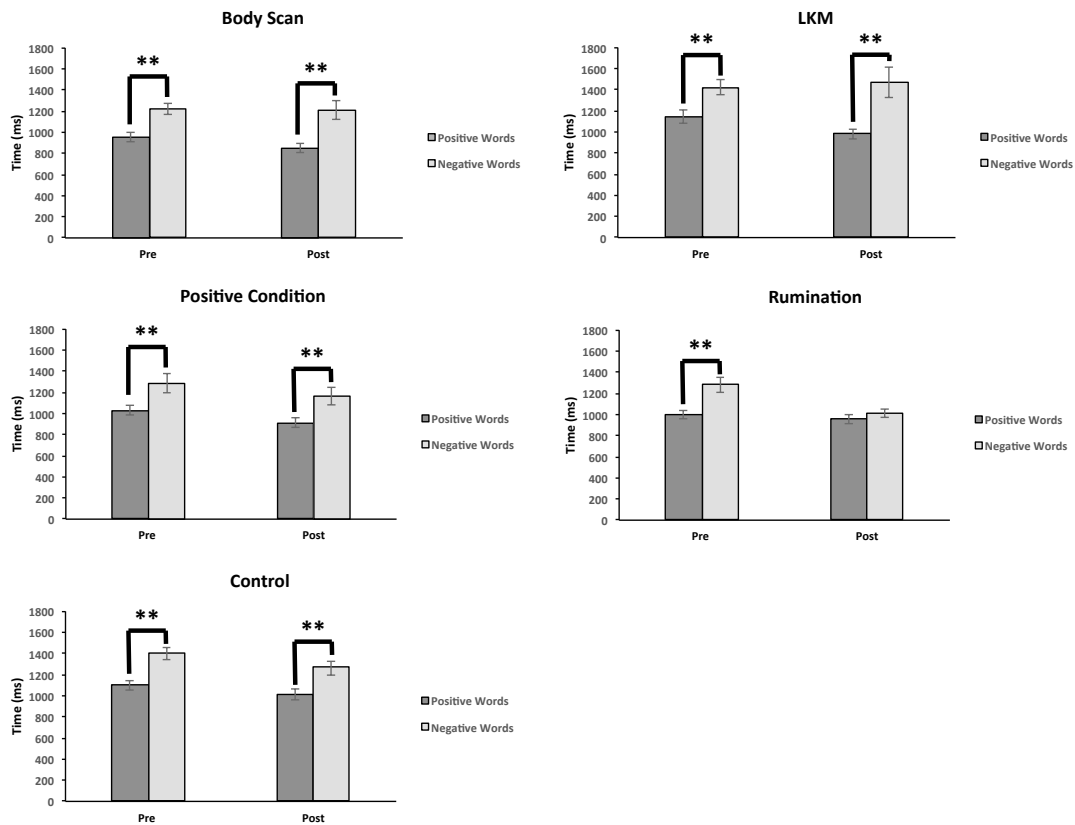 Body Scan
1800
1600
1400
1200
1000
800
600
400
200
0
Time (ms)
**
**
Pre
Post
Positive Words
Negative Words
LKM
1800
1600
1400
1200
1000
800
600
400
200
0
Time (ms)
**
**
Pre
Post
Positive Words
Negative Words
Positive Condition
1800
1600
1400
1200
1000
800
600
400
200
0
Time (ms)
**
**
Pre
Post
Positive Words
Negative Words
Rumination
1800
1600
1400
1200
1000
800
600
400
200
0
Time (ms)
**
Pre
Post
Positive Words
Negative Words
Control
1800
1600
1400
1200
1000
800
600
400
200
0
Time (ms)
**
**
Pre
Post
Positive Words
Negative Words